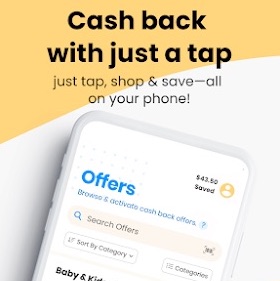 Cash back
with just a tap
just tap, shop & save—all
on your phone!
$43.50
Saved
Offers
Browse & activate cash back offers. ?
Search Offers
Sort By Category
Categories
Baby & Kids